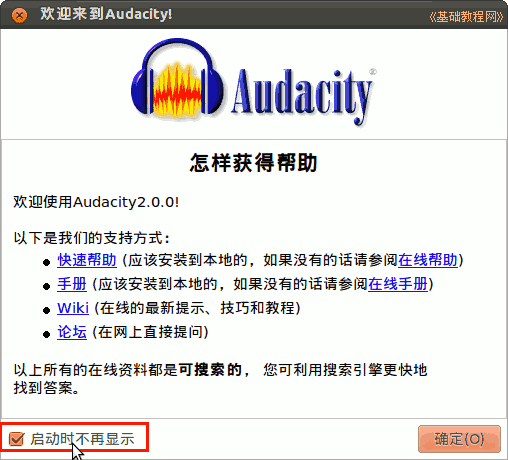 欢迎来到Audacity!
《基础教程网》
Audacity®
怎样获得帮助
欢迎使用Audacity2.0.0!
以下是我们的支持方式：
快速帮助 (应该安装到本地的，如果没有的话请参阅在线帮助)
手册 (应该安装到本地的，如果没有的话请参阅在线手册)
Wiki (在线的最新提示、技巧和教程)
论坛 (在网上直接提问)
以上所有的在线资料都是可搜索的， 您可利用搜索引擎更快地
找到答案。
启动时不再显示
确定(O)